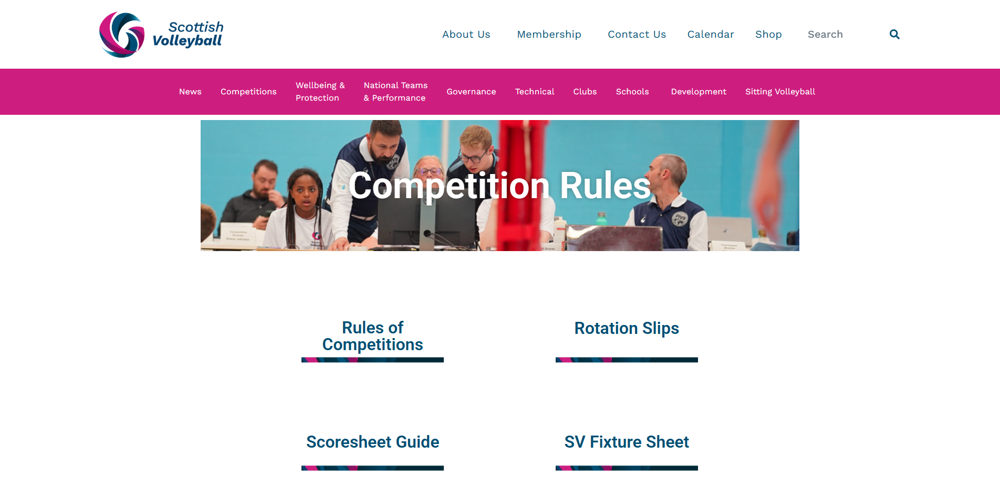 Scottish
Volleyball
About Us
Membership
Contact Us
Calendar
Shop
Search
News
Competitions
Wellbeing &
Protection
National Teams
& Performance
Governance
Technical
Clubs
Schools
Development
Sitting Volleyball
Competition Rules
FIVB
Rules of
Competitions
Rotation Slips
Scoresheet Guide
SV Fixture Sheet